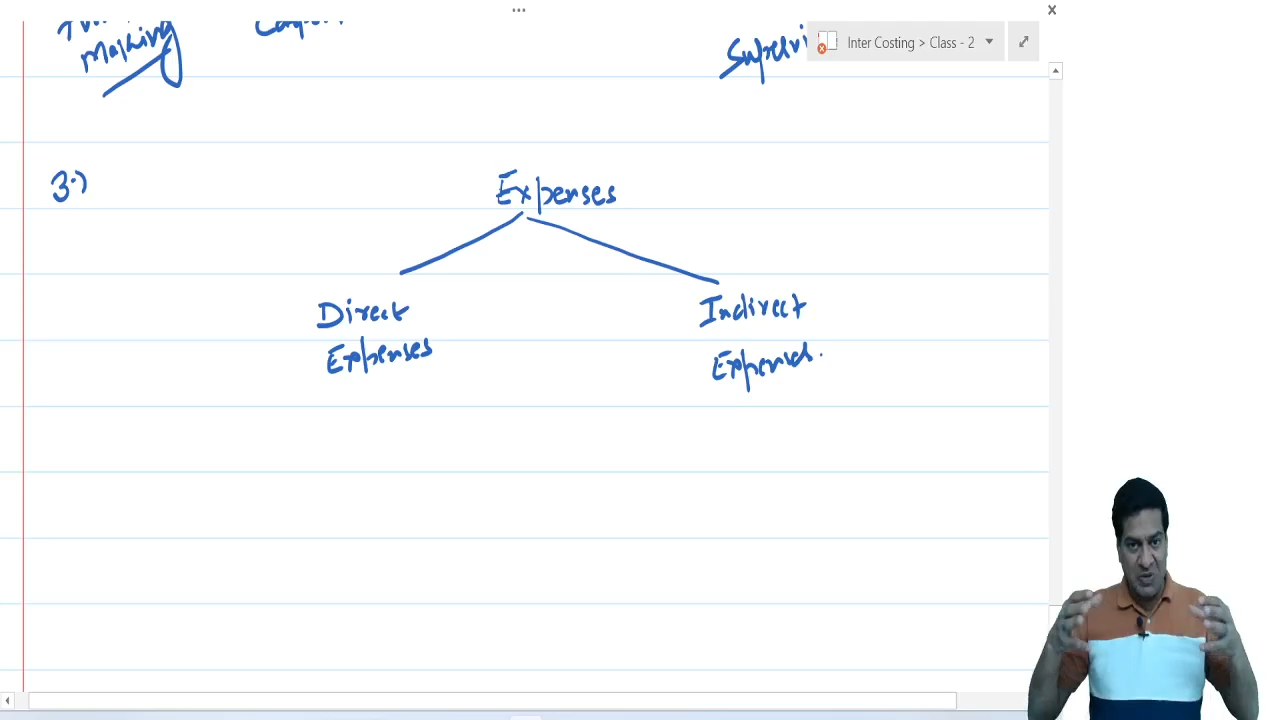 Making
Inter Costing > Class - 2
3.)
Expenses
Direct Indirect
Expenses Expenses.